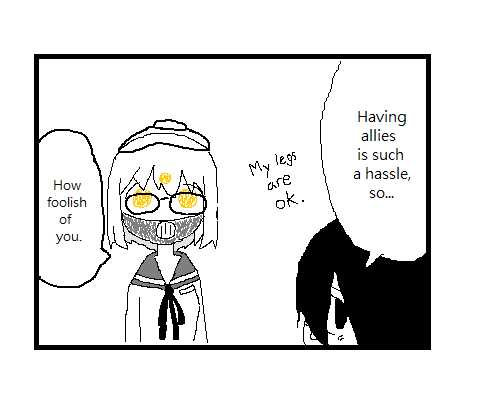 Having
allies
is such
a hassle,
so...
My legs
are
ok.
How
foolish
of
you.